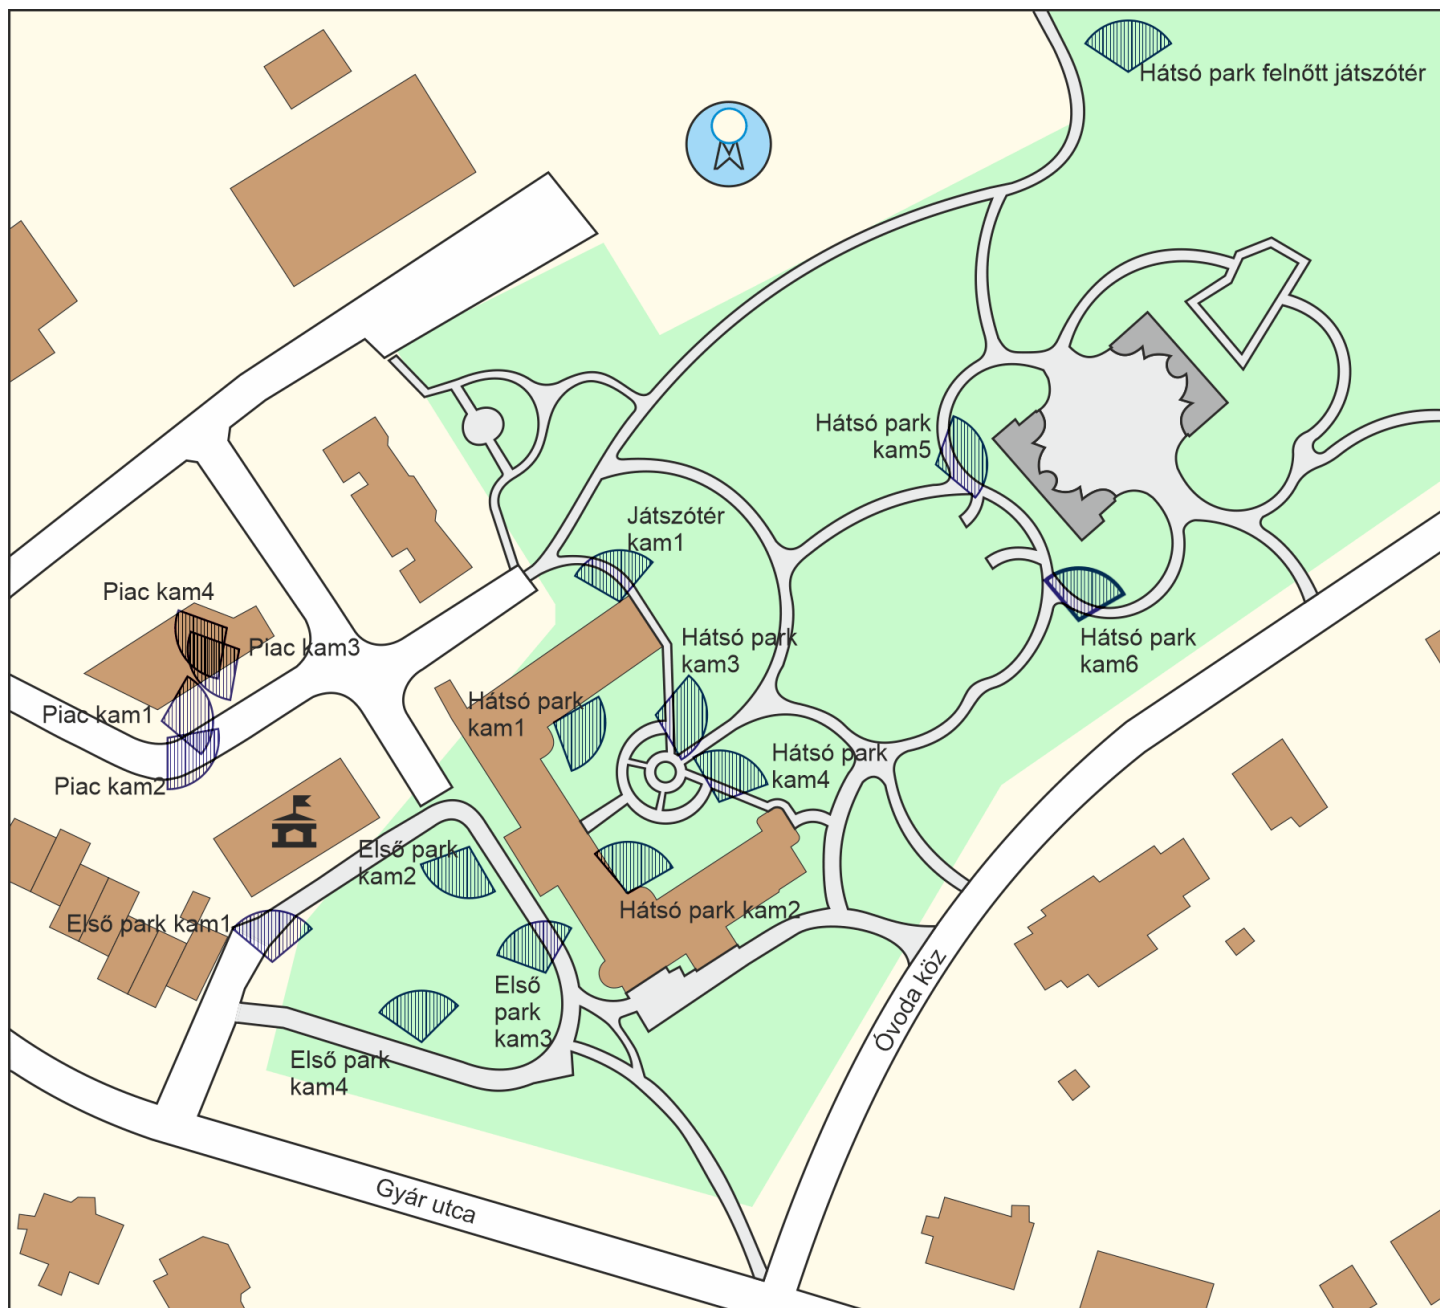 Hátsó park felnőtt játszótér
Hátsó park
kam5
Játszótér
kam1
Piac kam4
Piac kam3
Hátsó park
kam3
Hátsó park
kam6
Hátsó park
kam1
Piac kam1
Hátsó park
kam4
Piac kam2
Első park
kam2
Hátsó park kam2
Első park kam1
Első
park
kam3
Óvoda köz
Első park
kam4
Gyár utca